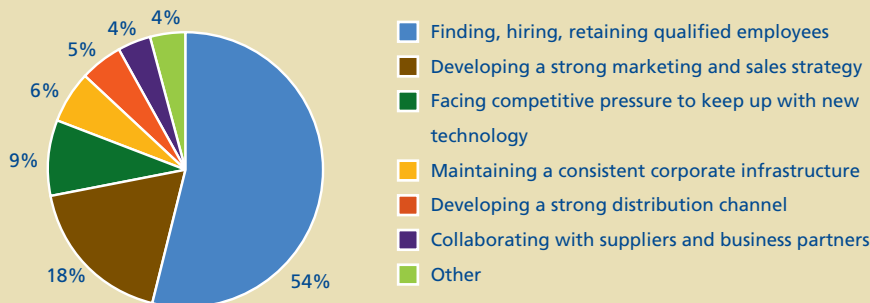 4%
4%
5%
6%
9%
18%
54%
Finding, hiring, retaining qualified employees
Developing a strong marketing and sales strategy
Facing competitive pressure to keep up with new
technology
Maintaining a consistent corporate infrastructure
Developing a strong distribution channel
Collaborating with suppliers and business partners
Other